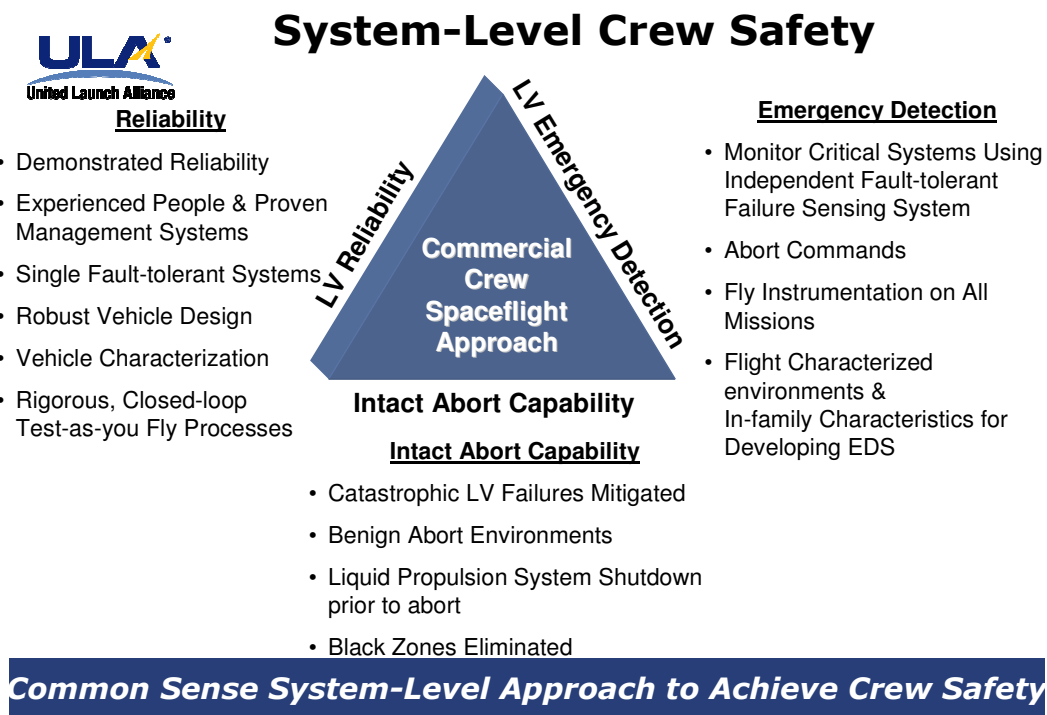 System-Level Crew Safety
ULA
United Launch Alliance
Reliability
• Demonstrated Reliability
• Experienced People & Proven
Management Systems
• Single Fault-tolerant Systems
• Robust Vehicle Design
• Vehicle Characterization
• Rigorous, Closed-loop
Test-as-you Fly Processes
LV Reliability
LV Emergency Detection
Commercial
Crew
Spaceflight
Approach
Intact Abort Capability
Emergency Detection
• Monitor Critical Systems Using
Independent Fault-tolerant
Failure Sensing System
• Abort Commands
• Fly Instrumentation on All
Missions
• Flight Characterized
environments &
In-family Characteristics for
Developing EDS
Intact Abort Capability
• Catastrophic LV Failures Mitigated
• Benign Abort Environments
• Liquid Propulsion System Shutdown
prior to abort
• Black Zones Eliminated
Common Sense System-Level Approach to Achieve Crew Safety